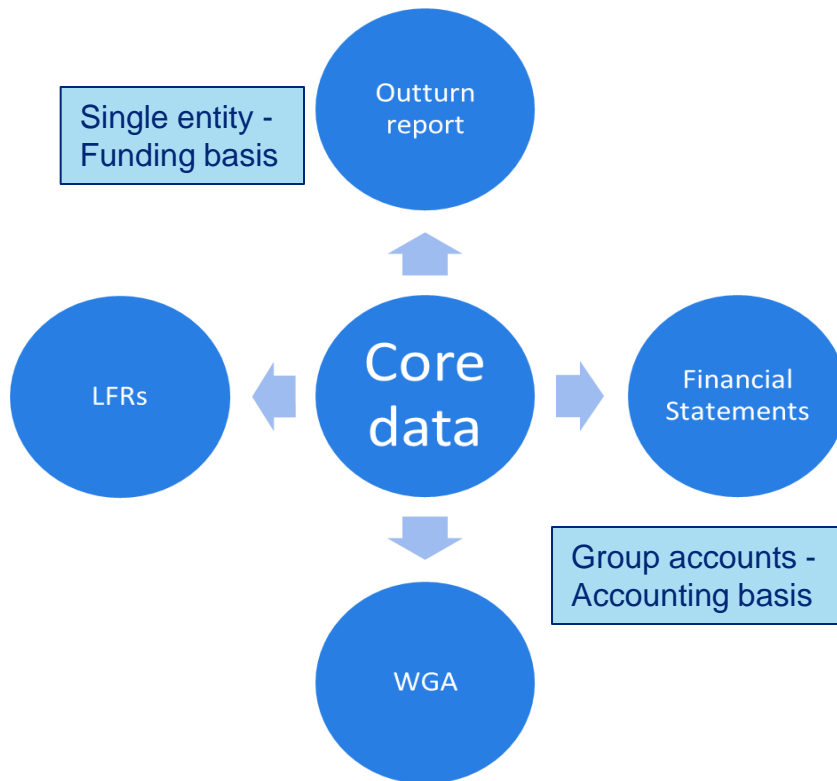 Outturn
report
Single entity -
Funding basis
LFRs
Core
data
Financial
Statements
Group accounts -
Accounting basis
WGA